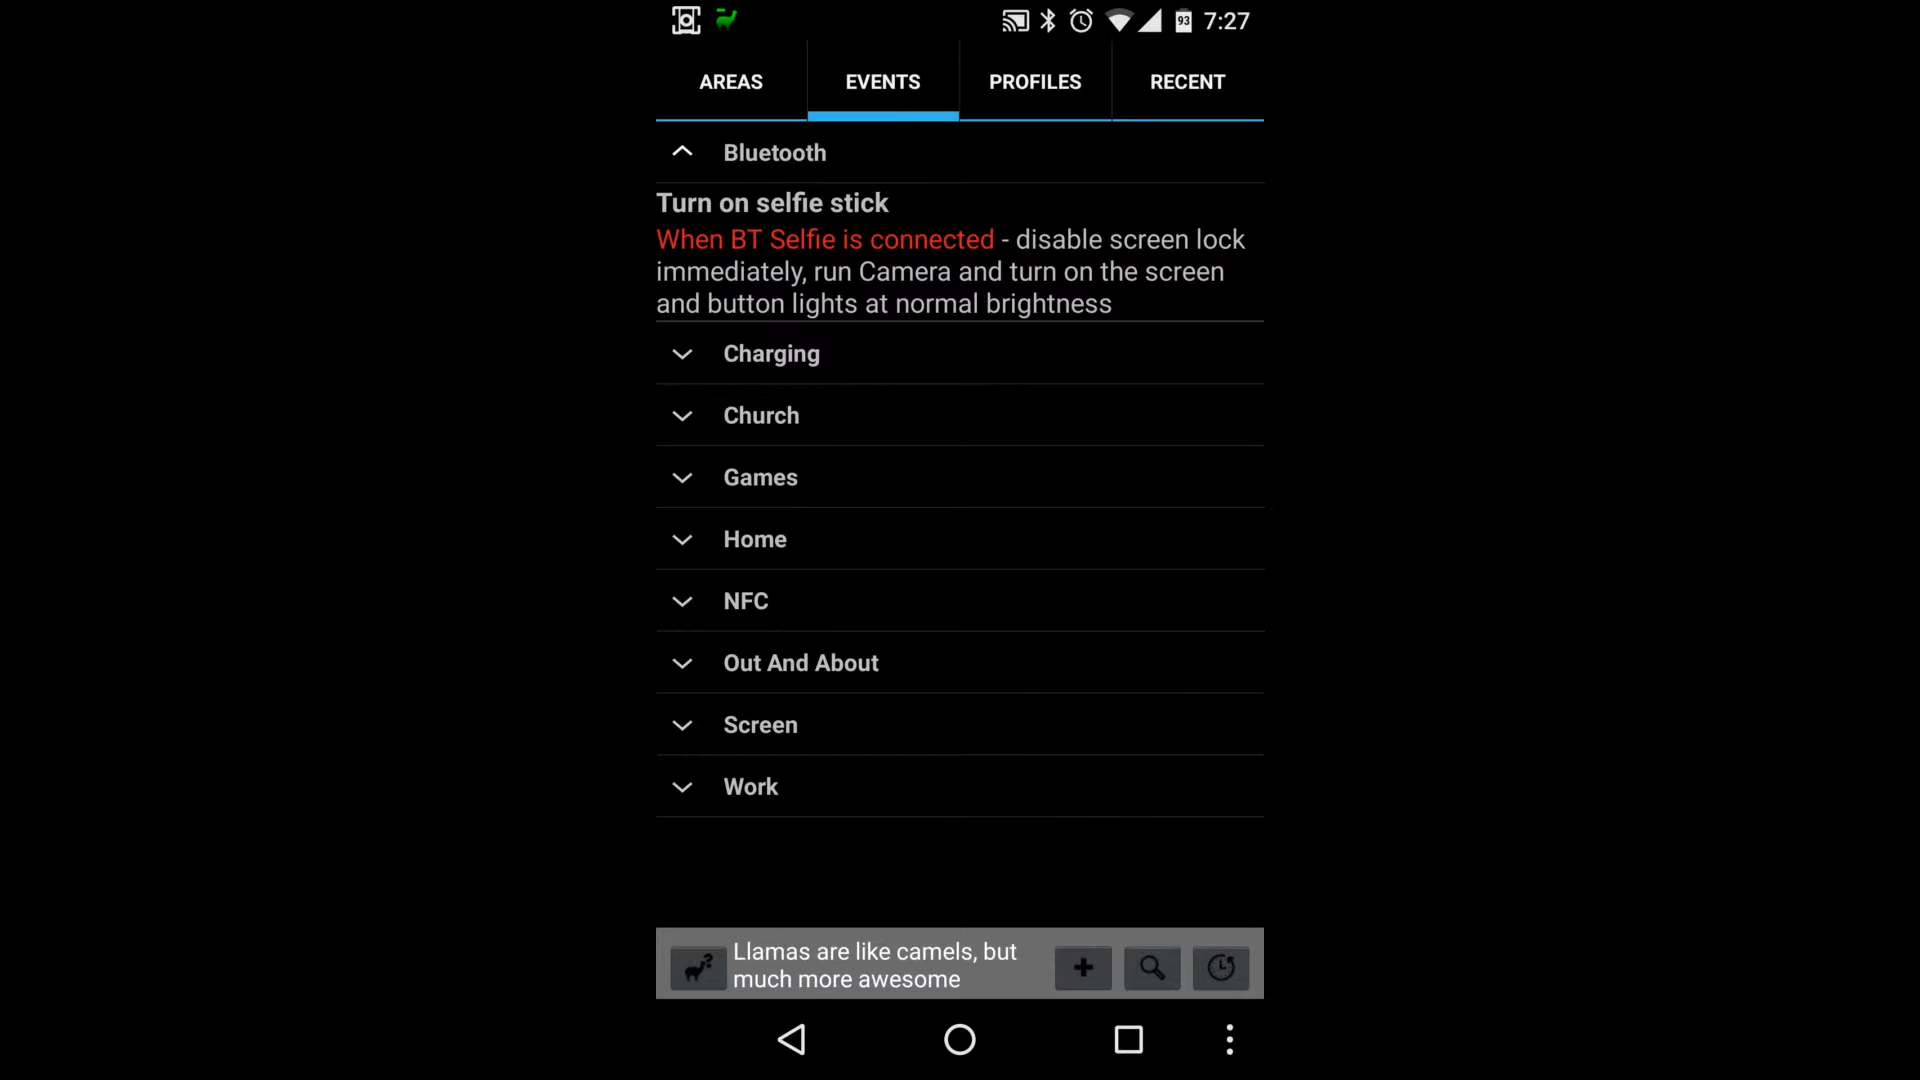 93 7:27
AREAS EVENTS PROFILES RECENT
Bluetooth
Turn on selfie stick
When BT Selfie is connected - disable screen lock
immediately, run Camera and turn on the screen
and button lights at normal brightness
Charging
Church
Games
Home
NFC
Out And About
Screen
Work
Llamas are like camels, but
much more awesome